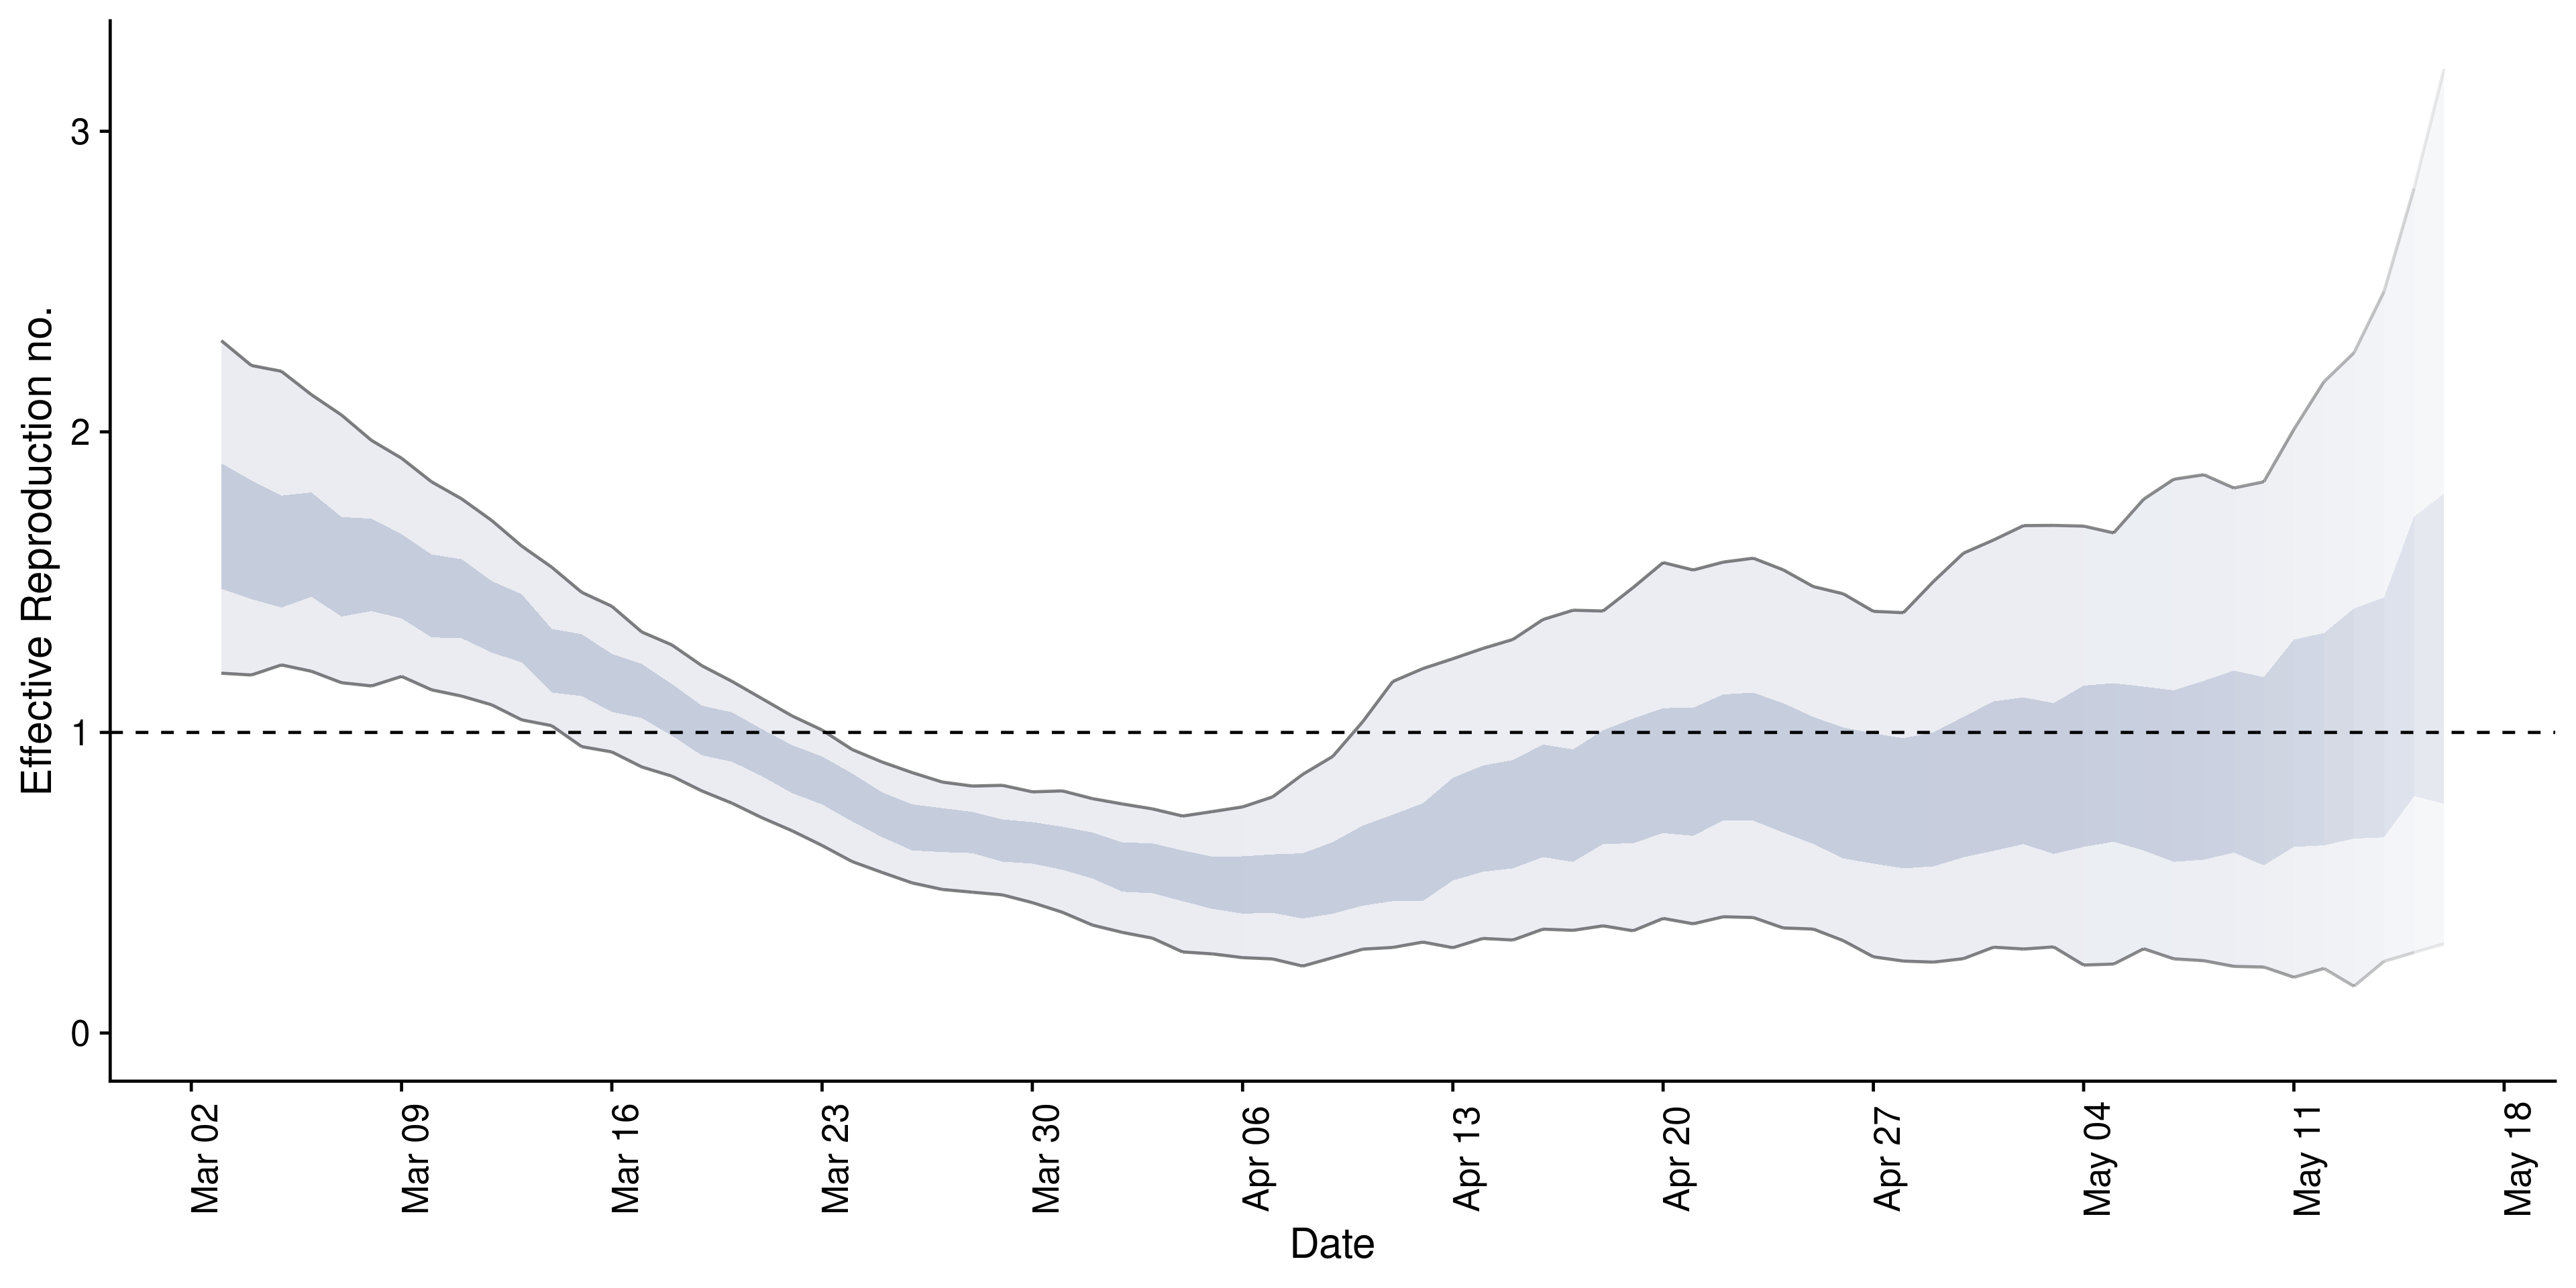 Effective Reproduction no.
3
2
1
0
Mar 02
Mar 09
Mar 16
Mar 23
Mar 30
Apr 06
Apr 13
Apr 20
Apr 27
May 04
May 11
May 18
Date